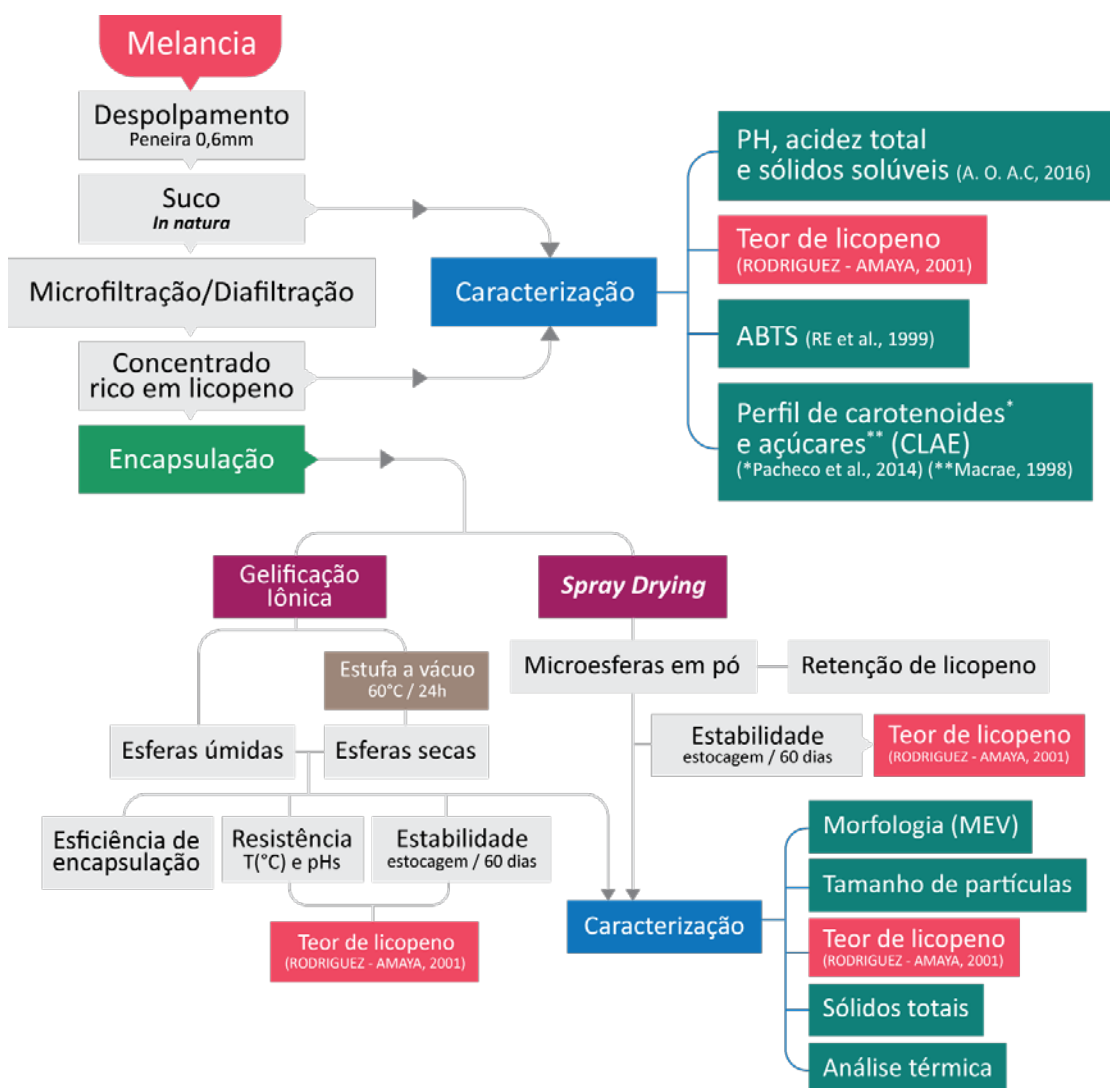 Melancia
Despolpamento
Peneira 0,6mm
Suco
In natura
Microfiltração/Diafiltração
Concentrado
rico em licopeno
Encapsulação
Caracterização
PH, acidez total
e sólidos solúveis (A. O. A.C, 2016)
Teor de licopeno
(RODRIGUEZ - AMAYA, 2001)
ABTS (RE et al., 1999)
Perfil de carotenoides*
e açúcares** (CLAE)
(*Pacheco et al., 2014) (**Macrae, 1998)
Gelificação
Iônica
Spray Drying
Estufa a vácuo
60°C / 24h
Microesferas em pó
Retenção de licopeno
Esferas úmidas
Esferas secas
Estabilidade
estocagem / 60 dias
Teor de licopeno
(RODRIGUEZ - AMAYA, 2001)
Esficiência de
encapsulação
Resistência
T(°C) e pHs
Estabilidade
estocagem / 60 dias
Teor de licopeno
(RODRIGUEZ - AMAYA, 2001)
Caracterização
Morfologia (MEV)
Tamanho de partículas
Teor de licopeno
(RODRIGUEZ - AMAYA, 2001)
Sólidos totais
Análise térmica